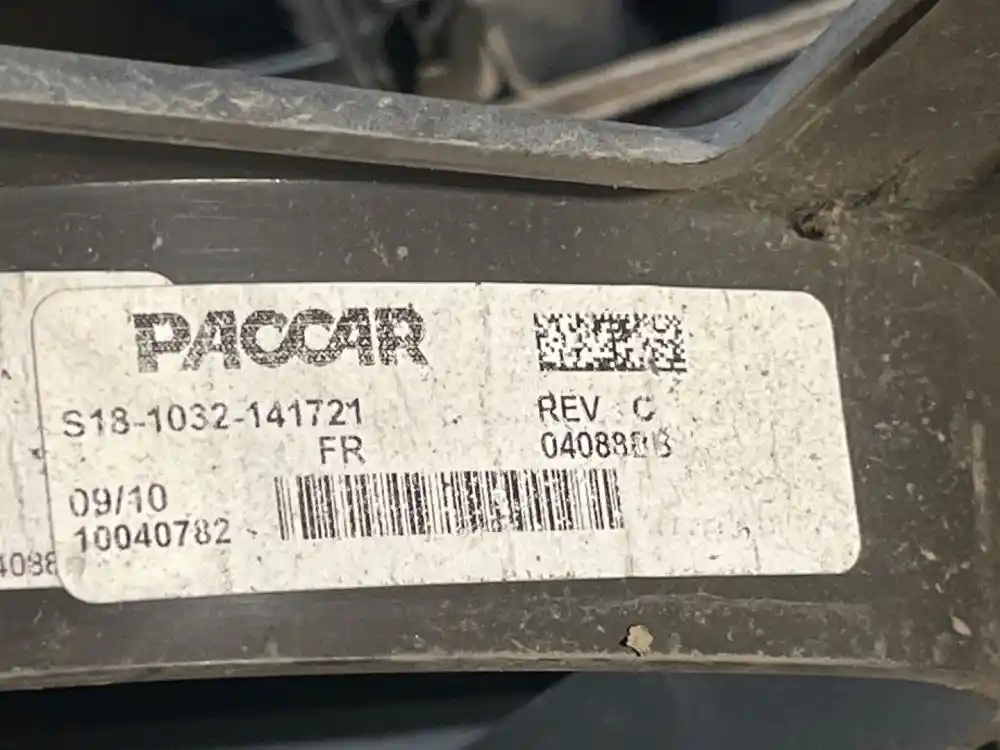 PACCAR
S18-1032-141721
REV C
FR
09/10
10040782